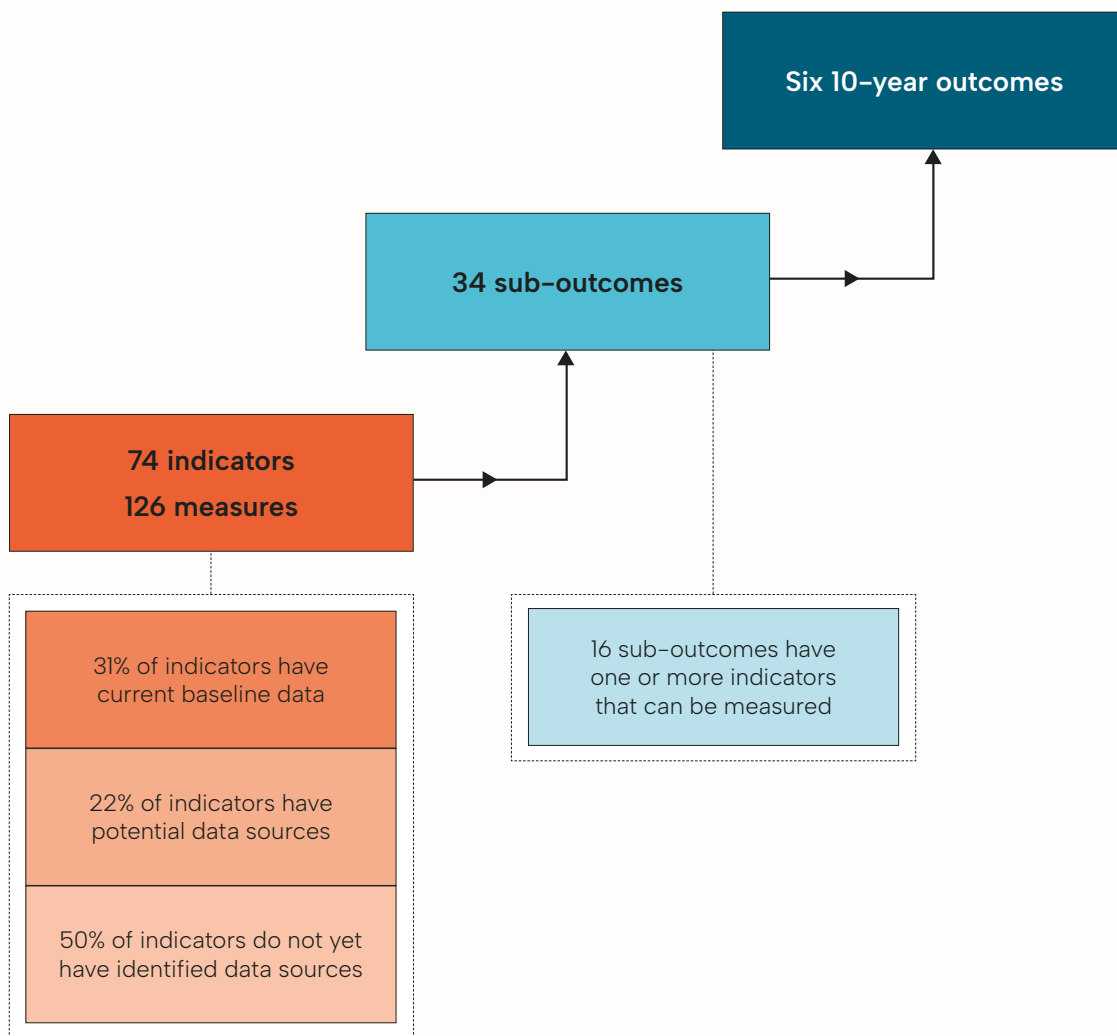 Six 10-year outcomes
34 sub-outcomes
74 indicators
126 measures
31% of indicators have
current baseline data
22% of indicators have
potential data sources
50% of indicators do not yet
have identified data sources
16 sub-outcomes have
one or more indicators
that can be measured